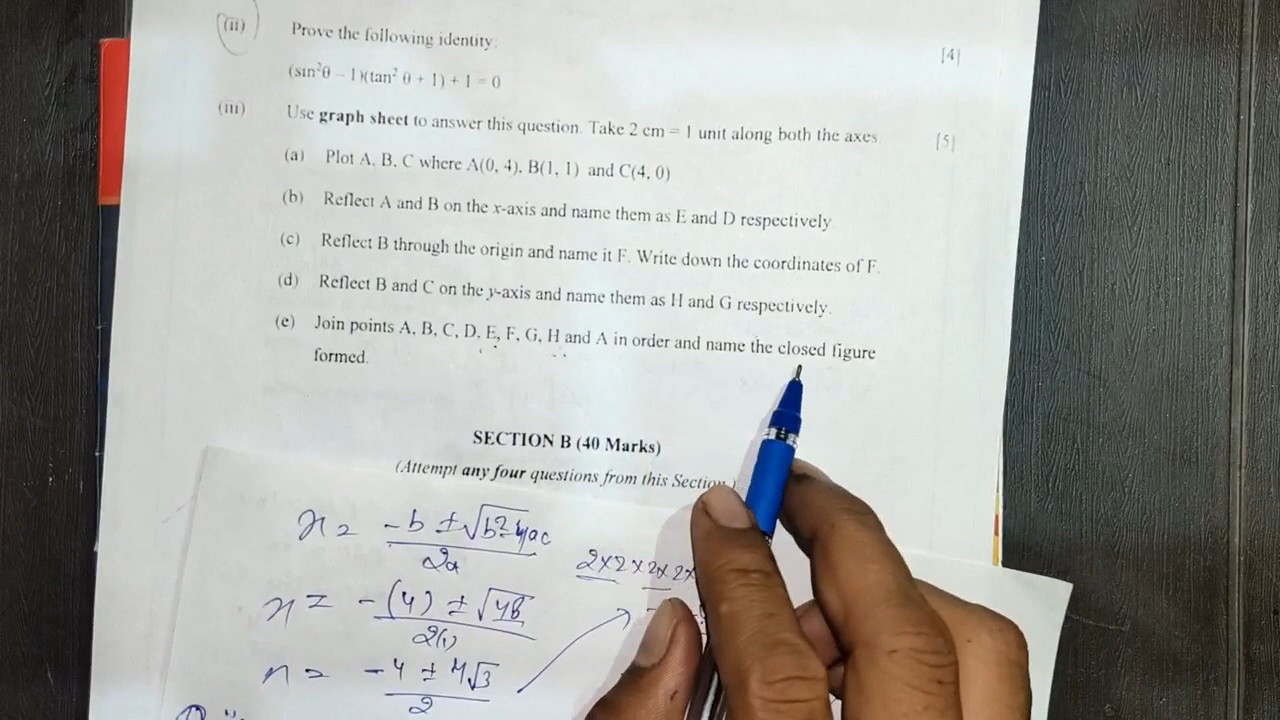 (ii) Prove the following identity: [4]
(sin²θ – 1)(tan² θ + 1) + 1 = 0
(iii) Use graph sheet to answer this question. Take 2 cm = 1 unit along both the axes. [5]
(a) Plot A, B, C where A(0, 4), B(1, 1) and C(4, 0)
(b) Reflect A and B on the x-axis and name them as E and D respectively
(c) Reflect B through the origin and name it F. Write down the coordinates of F.
(d) Reflect B and C on the y-axis and name them as H and G respectively.
(e) Join points A, B, C, D, E, F, G, H and A in order and name the closed figure
formed.
SECTION B (40 Marks)
(Attempt any four questions from this Section.)
x = -b ± √b²-4ac
2a
2×2×2×2×
x = -(4) ± √48
2(1)
x = -4 ± 4√3
2